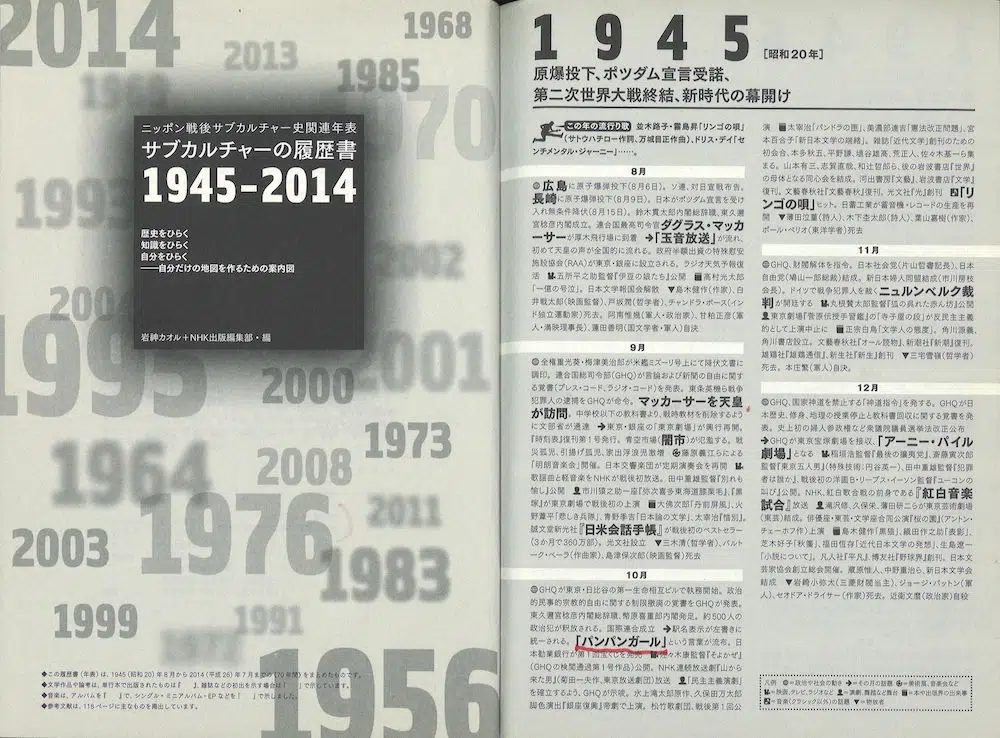 2014
1968
2013
1985
1968
70
1993
2002
2004
1995
2001
2000
1973
1964
2008
1976
2011
2003
1983
1999
1991
1977
1956
ニッポン戦後サブカルチャー史関連年表
サブカルチャーの履歴書
1945-2014
歴史をひらく
知識をひらく
自分をひらく
――自分だけの地図を作るための案内図
岩神カオル+NHK出版編集部・編
◆この履歴書(年表)は、1945(昭和20)年8月から2014(平成26)年7月まで(70年間)をまとめたものです。
◆文学作品や論考は、単行本で出版されたものは『 』、雑誌などの初出を示す場合は「 」で示しています。
◆音楽は、アルバムを『 』で、シングル・ミニアルバム・EPなどを「 」で示しました。
◆参考文献は、118ページに主なものを掲出しています。
1945[昭和20年]
原爆投下、ポツダム宣言受諾、
第二次世界大戦終結、新時代の幕開け
この年の流行り歌 並木路子・霧島昇「リンゴの唄」
(サトウハチロー作詞、万城目正作曲)、ドリス・デイ「セ
ンチメンタル・ジャーニー」……。
8月
広島に原子爆弾投下(8月6日)。ソ連、対日宣戦布告。
長崎に原子爆弾投下(8月9日)。日本がポツダム宣言を受け
入れ無条件降伏(8月15日)。鈴木貫太郎内閣総辞職、東久邇
宮稔彦内閣成立。連合国最高司令官ダグラス・マッカ
ーサーが厚木飛行場に到着 →「玉音放送」が流れ、
初めて天皇の声が全国的に流れる。政府半額出資の特殊慰安
施設協会(RAA)が東京・銀座に設立される。ラジオ天気予報復
活 五所平之助監督『伊豆の娘たち』公開 高村光太郎
「一億の号泣」。日本文学報国会解散 ▼島木健作(作家)、白
井戦太郎(映画監督)、戸坂潤(哲学者)、チャンドラ・ボース(イン
ド独立運動家)死去。阿南惟幾(軍人・政治家)、甘粕正彦(軍
人・満映理事長)、蓮田善明(国文学者・軍人)自決
9月
全権重光葵・梅津美治郎が米艦ミズーリ号上にて降伏文書に
調印。連合国総司令部(GHQ)が言論および新聞の自由に関す
る覚書(プレス・コード、ラジオ・コード)を発表。東条英機ら戦争
犯罪人の逮捕をGHQが命令。マッカーサーを天皇
が訪問。中学校以下の教科書より、戦時教材を削除するよう
に文部省が通達 →東京・銀座の「東京劇場」が興行再開。
『時刻表』復刊第1号発行。青空市場(闇市)が氾濫する。戦
災孤児、引揚げ孤児、家出浮浪児激増 藤原義江らによる
「明朗音楽会」開催。日本交響楽団が定期演奏会を再開
歌謡曲と軽音楽をNHKが戦後初放送。田中重雄監督『別れも
愉し』公開 市川猿之助一座『弥次喜多東海道膝栗毛』、『黒
塚』が東京劇場で戦後初の上演 大佛次郎「丹前屏風」、火
野葦平「悲しき兵隊」、青野季吉「日本論の文学」、太宰治『惜別』。
誠文堂新光社『日米会話手帳』が戦後初のベストセラー
(3か月で360万部)。光文社設立 ▼三木清(哲学者)、バルト
ーク・ベーラ(作曲家)、島津保次郎(映画監督)死去
10月
GHQが東京・日比谷の第一生命相互ビルで執務開始。政治
的民事的宗教的自由に関する制限撤廃の覚書をGHQが発表。
東久邇宮稔彦内閣総辞職、幣原喜重郎内閣発足。約500人の
政治犯が釈放される。国際連合成立 →駅名表示が左書きに
統一される。「パンパンガール」という言葉が流布。日
本勧業銀行が第1回宝くじを発売 佐々木康監督『そよかぜ』
(GHQの検閲通過第1号作品)公開。NHK連続放送劇『山から
来た男』(菊田一夫作、東京放送劇団)放送 「民主主義演劇」
を確立するよう、GHQが示唆。水上滝太郎原作、久保田万太郎
脚色演出『銀座復興』帝劇で上演。松竹歌劇団、戦後第1回公
演 太宰治『パンドラの匣』、美濃部達吉「憲法改正問題」、宮
本百合子「新日本文学の端緒」。雑誌「近代文学」創刊のための
初会合、本多秋五、平野謙、埴谷雄高、荒正人、佐々木基一ら集
まる。山本有三、志賀直哉、和辻哲郎ら、後の岩波書店『世界』
の母体となる同心会を結成。河出書房『文藝』、岩波書店『文学』
復刊。文藝春秋社『文藝春秋』復刊。光文社『光』創刊 「リ
ンゴの唄」ヒット。日蓄工業が蓄音機・レコードの生産を再
開 ▼薄田泣菫(詩人)、木下杢太郎(詩人)、葉山嘉樹(作家)、
ポール・ペリオ(東洋学者)死去
11月
GHQ、財閥解体を指令。日本社会党(片山哲書記長)、日本
自由党(鳩山一郎総裁)結成。新日本婦人同盟結成(市川房枝
会長)。ドイツで戦争犯罪人を裁くニュルンベルク裁
判が開廷する 丸根賛太郎監督『狐の呉れた赤ん坊』公開
東京劇場『菅原伝授手習鑑』の「寺子屋の段」が反民主主義
的として上演中止に 正宗白鳥「文学人の態度」。角川源義、
角川書店設立。文藝春秋社『オール読物』、新潮社『新潮』復刊。
雄鶏社『雄鶏通信』、新生社『新生』創刊 ▼三宅雪嶺(哲学者)
死去。本庄繁(軍人)自決。
12月
GHQ、国家神道を禁止する「神道指令」を発する。GHQが日
本歴史、修身、地理の授業停止と教科書回収に関する覚書を発
表。史上初の婦人参政権など衆議院議員選挙法改正公布
→GHQが東京宝塚劇場を接収、「アーニー・パイル
劇場」となる 稲垣浩監督『最後の攘夷党』、斎藤寅次郎
監督『東京五人男』(特殊技術:円谷英一)、田中重雄監督『犯罪
者は誰か』、戦後初の洋画日・リーブス・イーソン監督『ユーコンの
叫び』公開。NHK、紅白歌合戦の前身である『紅白音楽
試合』放送 滝沢修、久保栄、薄田研二らが東京芸術劇場
(東芸)結成。俳優座・東芸・文学座合同公演『桜の園』(アントン・
チェーホフ作)上演 島木健作「黒猫」、織田作之助「表彰」、
芝木好子「秋篠」、福田恆存「近代日本文学の発想」、生島遼一
「小説について」。凡人社『平凡』、博友社『野球界』創刊。日本文
芸家協会創立総会開催。蔵原惟人、中野重治ら、新日本文学会
結成 ▼岩崎小弥太(三菱財閥当主)、ジョージ・パットン(軍
人)、セオドア・ドライサー(作家)死去。近衛文麿(政治家)自殺
凡例 =政治や社会の動き →=その月の話題 =美術、音楽会など
=映画、テレビ、ラジオなど =演劇、舞踏など舞台 =本や出版界の出来事
=音楽(クラシック以外)の話題 ▼=物故者